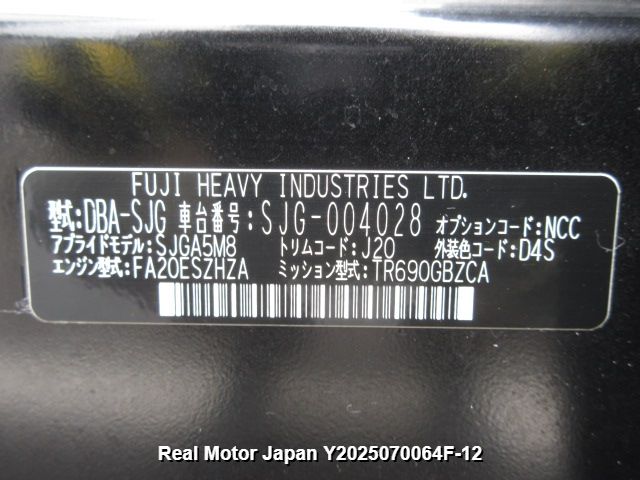 FUJI HEAVY INDUSTRIES LTD.
型式:DBA-SJG 車台番号:SJG-004028 オプションコード:NCC
アプライドモデル:SJGA5M8 トリムコード:J20 外装色コード:D4S
エンジン型式:FA20ESZHZA ミッション型式:TR690GBZCA
Real Motor Japan Y2025070064F-12